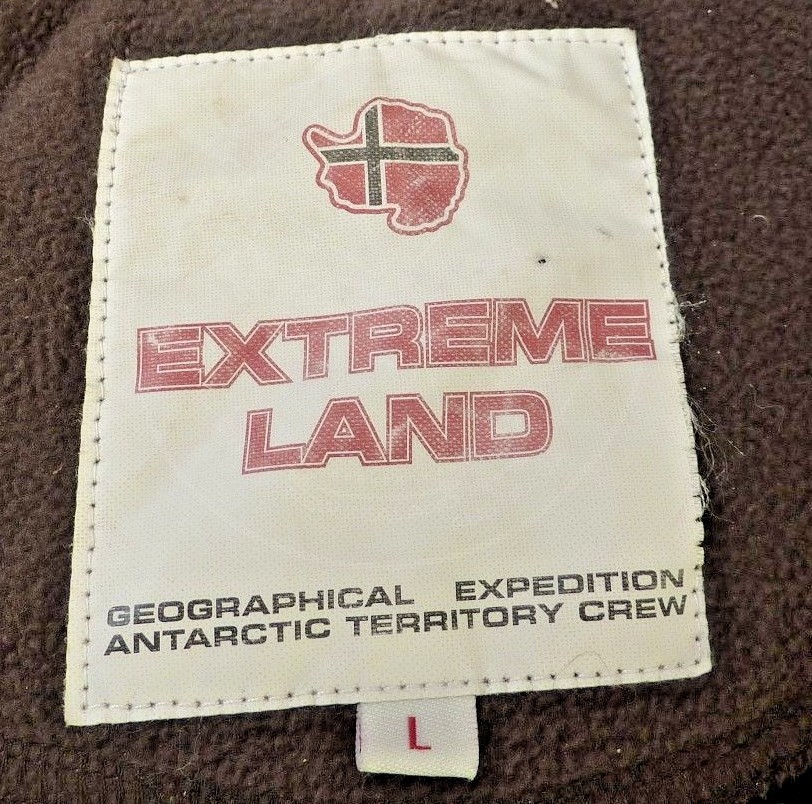 EXTREME
LAND
GEOGRAPHICAL EXPEDITION
ANTARCTIC TERRITORY CREW
L